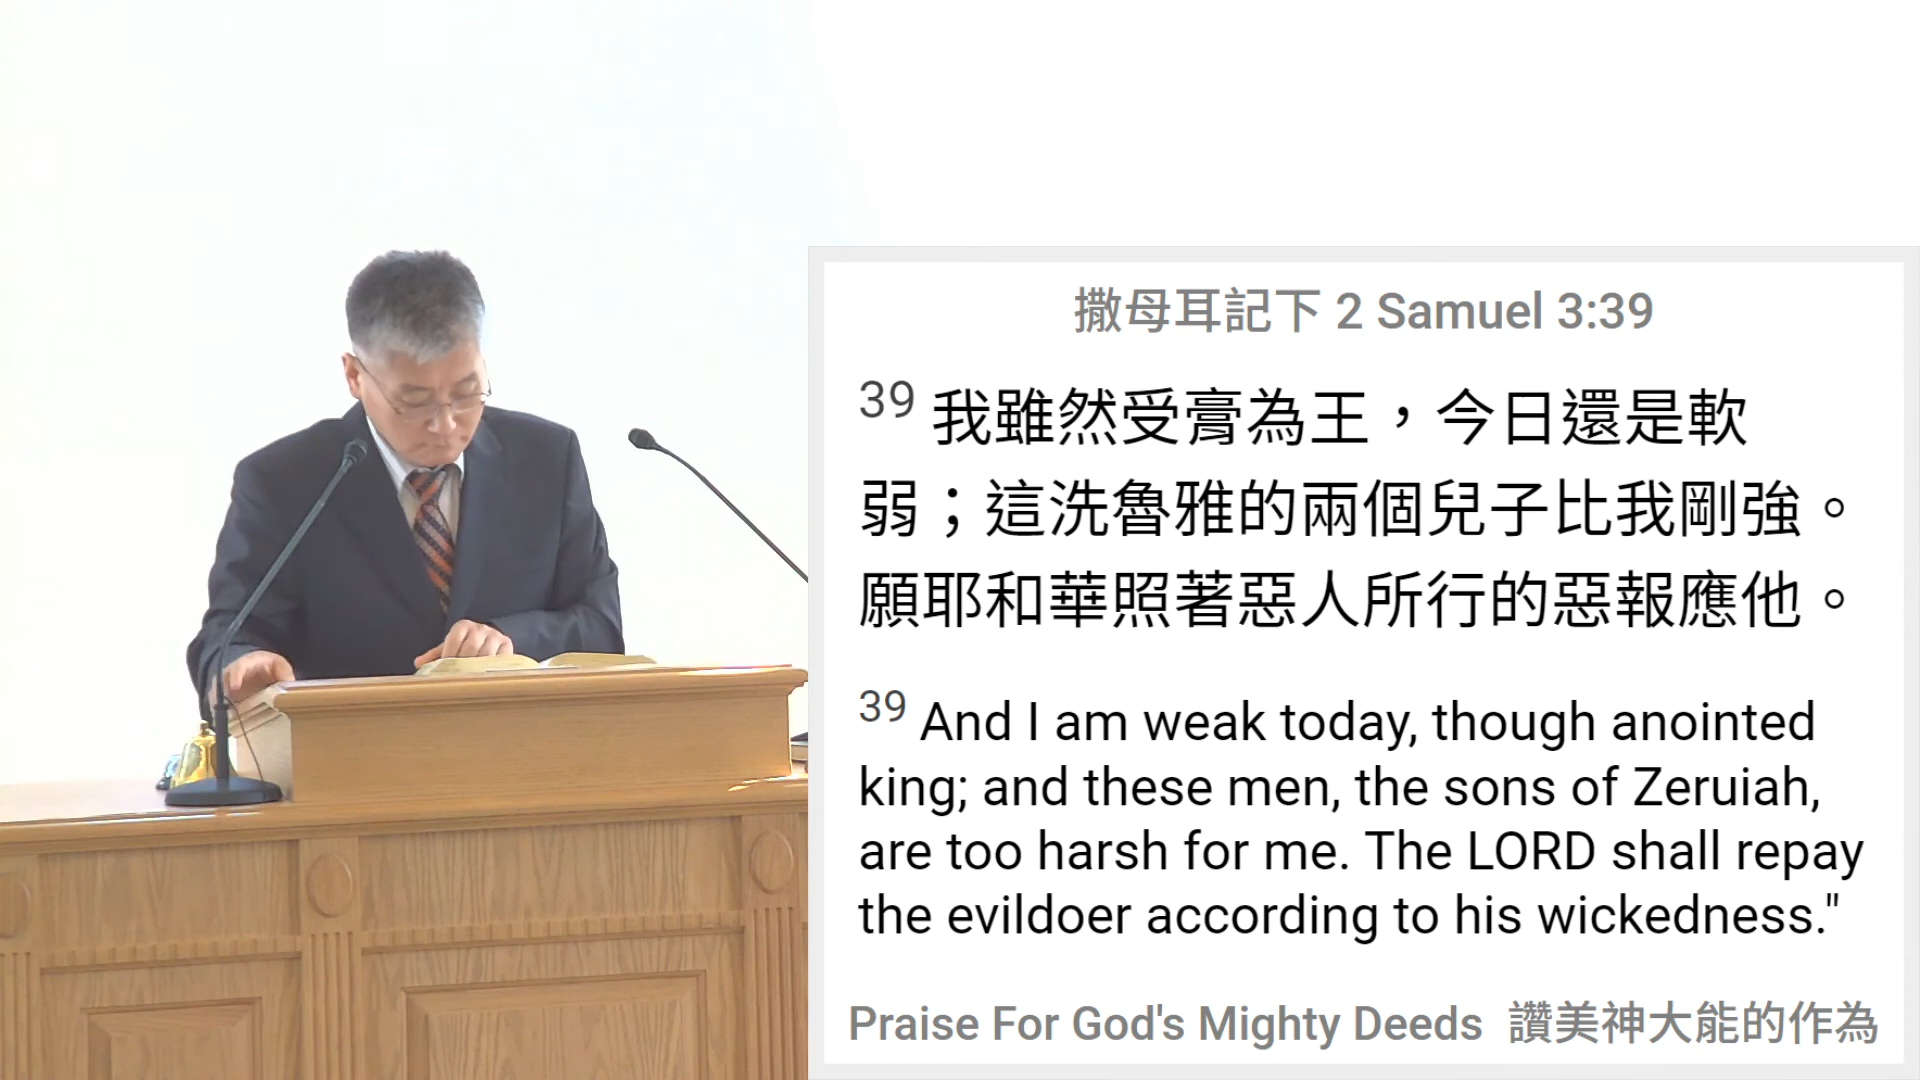 撒母耳記下 2 Samuel 3:39
39 我雖然受膏為王，今日還是軟
弱；這洗魯雅的兩個兒子比我剛強。
願耶和華照著惡人所行的惡報應他。
39 And I am weak today, though anointed
king; and these men, the sons of Zeruiah,
are too harsh for me. The LORD shall repay
the evildoer according to his wickedness."
Praise For God's Mighty Deeds 讚美神大能的作為